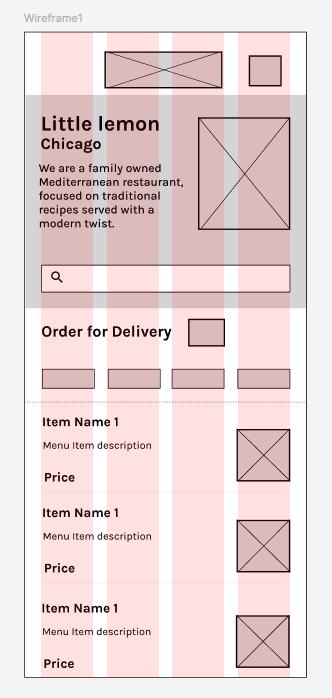 Wireframe1
Little lemon
Chicago
We are a family owned
Mediterranean restaurant,
focused on traditional
recipes served with a
modern twist.
Order for Delivery
Item Name 1
Menu Item description
Price
Item Name 1
Menu Item description
Price
Item Name 1
Menu Item description
Price